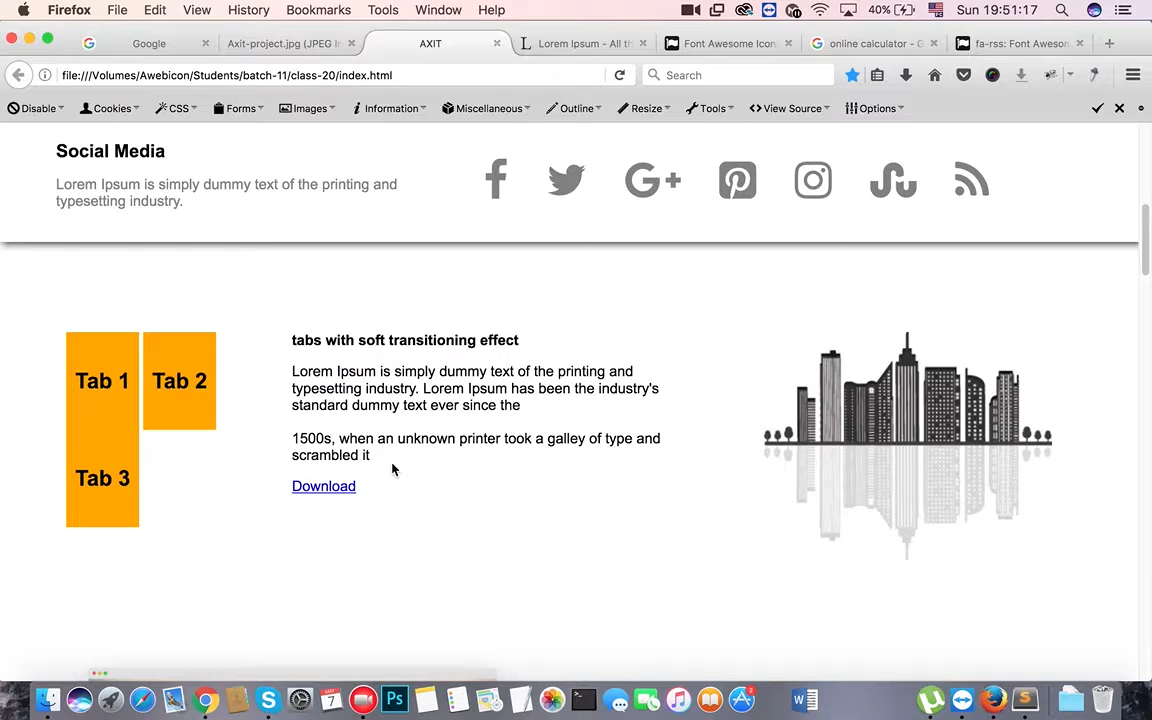 Firefox File Edit View History Bookmarks Tools Window Help 40% Sun 19:51:17
Google Axit-project.jpg (JPEG I AXIT Lorem Ipsum - All t Font Awesome Icon online calculator - G fa-rss: Font Aweson
file:///Volumes/Awebicon/Students/batch-11/class-20/index.html Search
Disable Cookies CSS Forms Images Information Miscellaneous Outline Resize Tools View Source Options
Social Media
Lorem Ipsum is simply dummy text of the printing and
typesetting industry.
Tab 1 Tab 2
Tab 3
tabs with soft transitioning effect
Lorem Ipsum is simply dummy text of the printing and
typesetting industry. Lorem Ipsum has been the industry's
standard dummy text ever since the
1500s, when an unknown printer took a galley of type and
scrambled it
Download